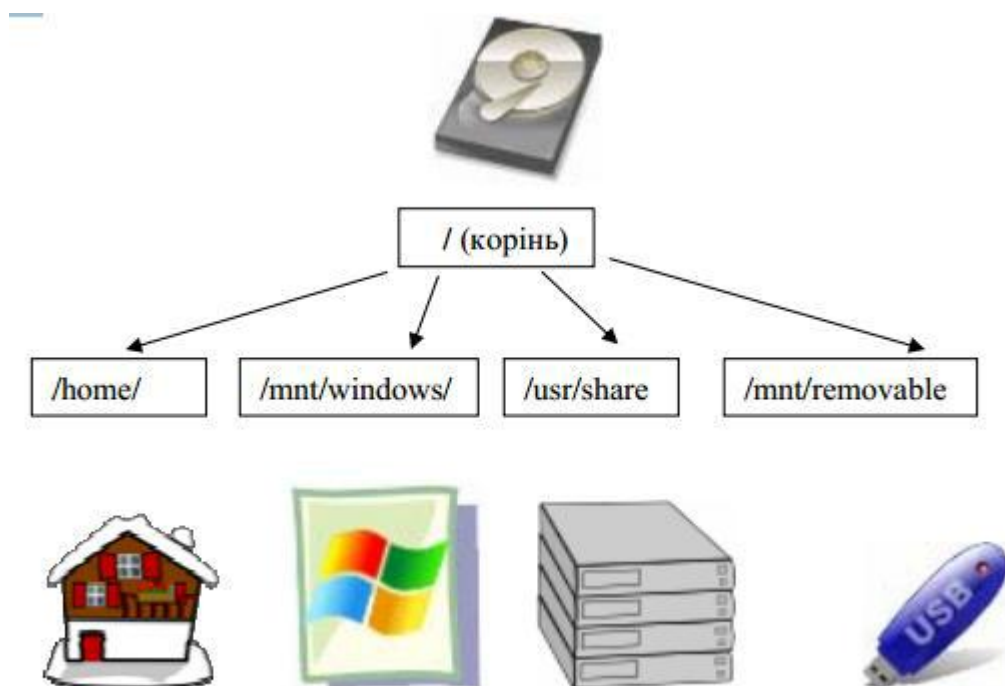 / (корінь)
/home/
/mnt/windows/
/usr/share
/mnt/removable
USB